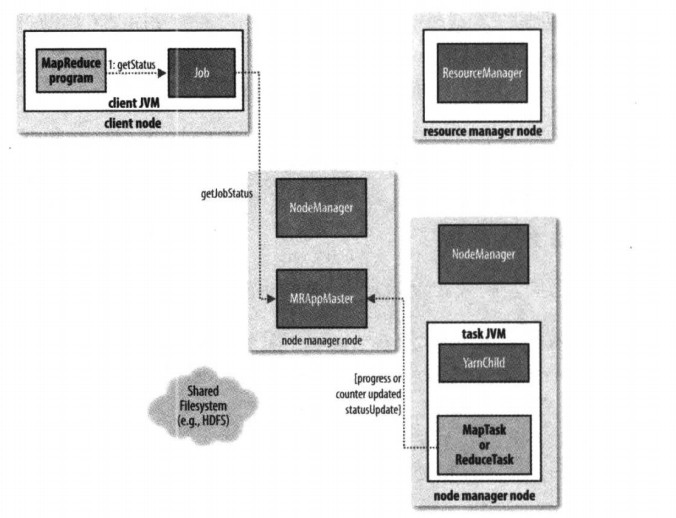 MapReduce
program
1: getStatus
Job
client JVM
client node
ResourceManager
resource manager node
getJobStatus
NodeManager
MRAppMaster
node manager node
NodeManager
task JVM
YarnChild
MapTask
or
ReduceTask
node manager node
[progress or
counter updated
statusUpdate]
Shared
Filesystem
(e.g., HDFS)